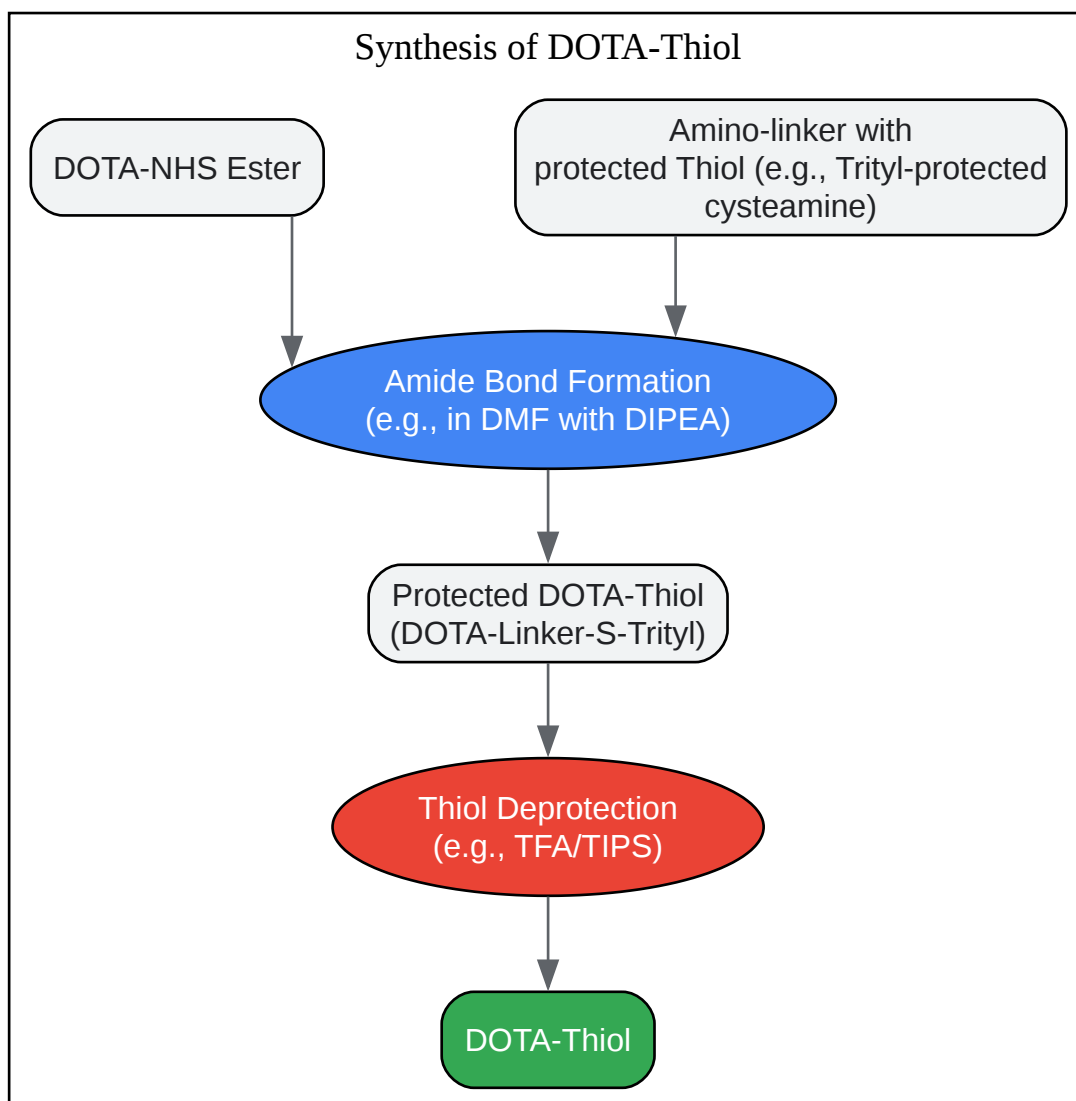 Synthesis of DOTA-Thiol
DOTA-NHS Ester
Amino-linker with
protected Thiol (e.g., Trityl-protected
cysteamine)
Amide Bond Formation
(e.g., in DMF with DIPEA)
Protected DOTA-Thiol
(DOTA-Linker-S-Trityl)
Thiol Deprotection
(e.g., TFA/TIPS)
DOTA-Thiol